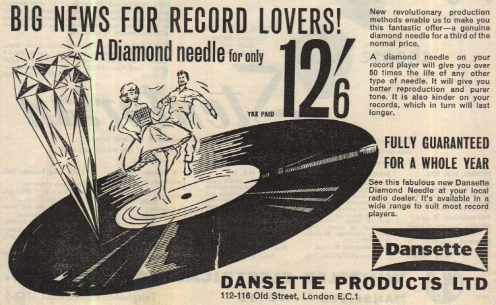 BIG NEWS FOR RECORD LOVERS!
A Diamond needle for only
TAX PAID
12'/6
New revolutionary production
methods enable us to make you
this fantastic offer—a genuine
diamond needle for a third of the
normal price.
A diamond needle on your
record player will give you over
50 times the life of any other
type of needle. It will give you
better reproduction and purer
tone. It is also kinder on your
records, which in turn will last
longer.
FULLY GUARANTEED
FOR A WHOLE YEAR
See this fabulous new Dansette
Diamond Needle at your local
radio dealer. It's available in a
wide range to suit most record
players.
Dansette
DANSETTE PRODUCTS LTD
112-116 Old Street, London E.C.1